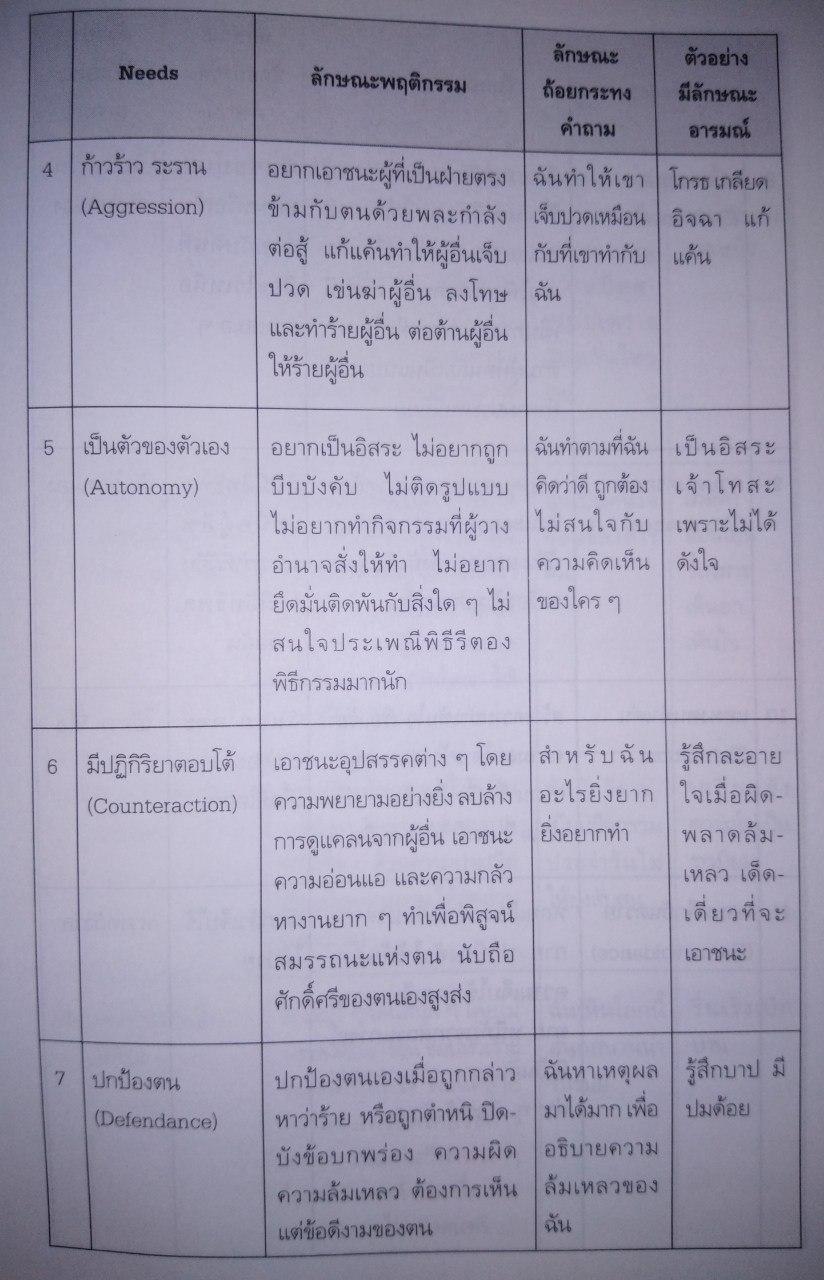 Needs
ลักษณะพฤติกรรม
ลักษณะ
ถ้อยกระทง
คำถาม
ตัวอย่าง
มีลักษณะ
อารมณ์
4
ก้าวร้าว ระราน
(Aggression)
อยากเอาชนะผู้ที่เป็นฝ่ายตรง
ข้ามกับตนด้วยพละกำลัง
ต่อสู้ แก้แค้นทำให้ผู้อื่นเจ็บ
ปวด เข่นฆ่าผู้อื่น ลงโทษ
และทำร้ายผู้อื่น ต่อต้านผู้อื่น
ให้ร้ายผู้อื่น
ฉันทำให้เขา
เจ็บปวดเหมือน
กับที่เขาทำกับ
ฉัน
โกรธ เกลียด
อิจฉา แก้
แค้น
5
เป็นตัวของตัวเอง
(Autonomy)
อยากเป็นอิสระ ไม่อยากถูก
บีบบังคับ ไม่ติดรูปแบบ
ไม่อยากทำกิจกรรมที่ผู้วาง
อำนาจสั่งให้ทำ ไม่อยาก
ยึดมั่นติดพันกับสิ่งใด ๆ ไม่
สนใจประเพณีพิธีรีตอง
พิธีกรรมมากนัก
ฉันทำตามที่ฉัน
คิดว่าดี ถูกต้อง
ไม่สนใจกับ
ความคิดเห็น
ของใคร ๆ
เป็นอิสระ
เจ้าโทสะ
เพราะไม่ได้
ดังใจ
6
มีปฏิกิริยาตอบโต้
(Counteraction)
เอาชนะอุปสรรคต่าง ๆ โดย
ความพยายามอย่างยิ่ง ลบล้าง
การดูแคลนจากผู้อื่น เอาชนะ
ความอ่อนแอ และความกลัว
หางานยาก ๆ ทำเพื่อพิสูจน์
สมรรถนะแห่งตน นับถือ
ศักดิ์ศรีของตนเองสูงส่ง
สำหรับฉัน
อะไรยิ่งยาก
ยิ่งอยากทำ
รู้สึกละอาย
ใจเมื่อผิด-
พลาดล้ม-
เหลว เด็ด-
เดี่ยวที่จะ
เอาชนะ
7
ปกป้องตน
(Defendance)
ปกป้องตนเองเมื่อถูกกล่าว
หาว่าร้าย หรือถูกตำหนิ ปิด-
บังข้อบกพร่อง ความผิด
ความล้มเหลว ต้องการเห็น
แต่ข้อดีงามของตน
ฉันหาเหตุผล
มาได้มาก เพื่อ
อธิบายความ
ล้มเหลวของ
ฉัน
รู้สึกบาป มี
ปมด้อย